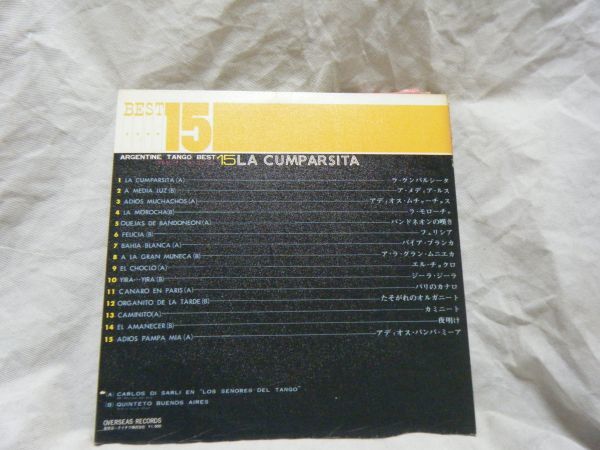 BEST
15
ARGENTINE TANGO BEST 15 LA CUMPARSITA
1 LA CUMPARSITA (A) ラ・クンパルシータ
2 A MEDIA LUZ (B) ア・メディア・ルス
3 ADIOS MUCHACHOS (A) アディオス・ムチャーチョス
4 LA MOROCHA (B) ラ・モローチャ
5 QUEJAS DE BANDONEON (A) バンドネオンの嘆き
6 FELICIA (B) フェリシア
7 BAHIA BLANCA (A) バイア・ブランカ
8 A LA GRAN MUNECA (B) ア・ラ・グラン・ムニエカ
9 EL CHOCLO (A) エル・チョクロ
10 YIRA…YIRA (B) ジーラ・ジーラ
11 CANARO EN PARIS (A) パリのカナロ
12 ORGANITO DE LA TARDE (B) たそがれのオルガニート
13 CAMINITO (A) カミニート
14 EL AMANECER (B) 夜明け
15 ADIOS PAMPA MIA (A) アディオス・パンパ・ミーア
(A) CARLOS DI SARLI EN "LOS SENORES DEL TANGO"
(B) QUINTETO BUENOS AIRES
OVERSEAS RECORDS